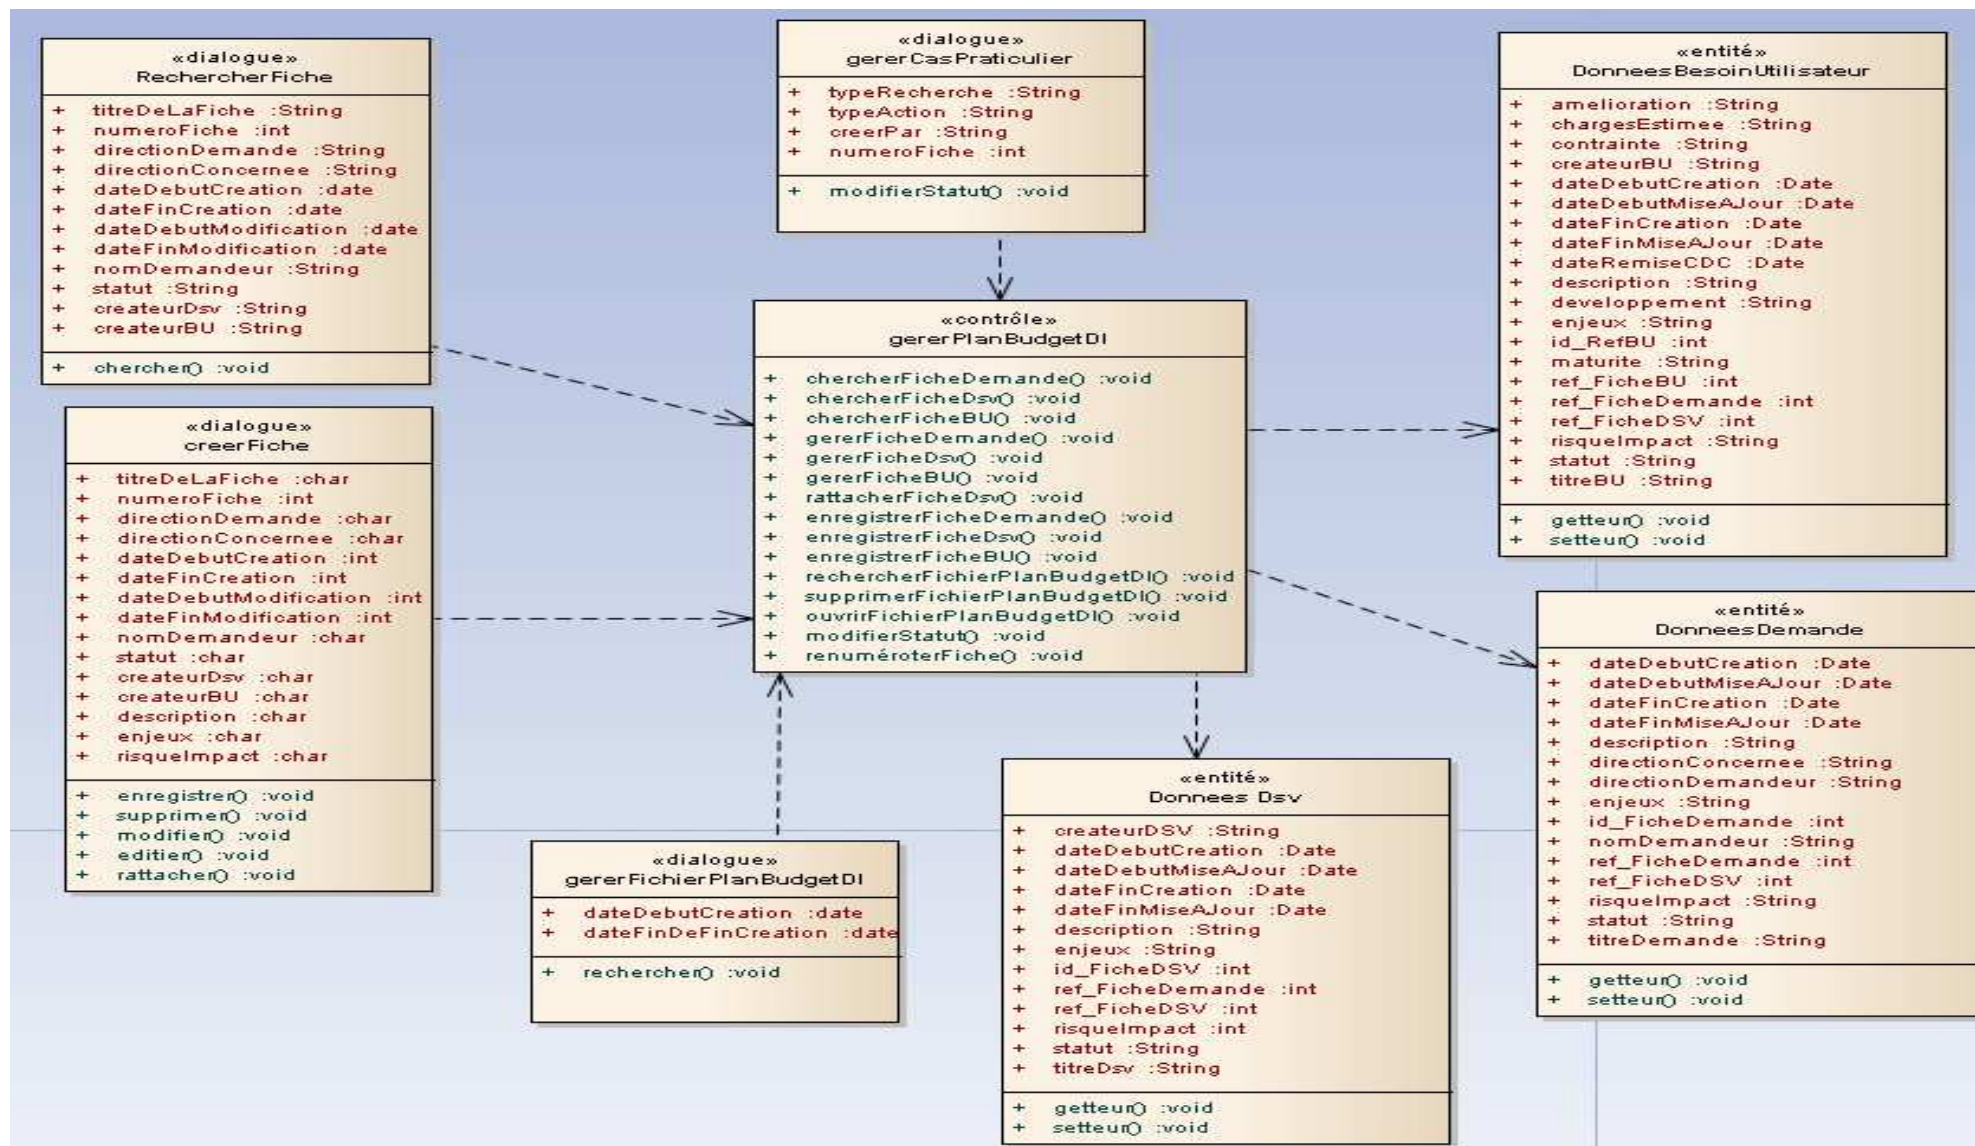 «dialogue»
RechercherFiche
+ titreDeLaFiche :String
+ numeroFiche :int
+ directionDemande :String
+ directionConcernee :String
+ dateDebutCreation :date
+ dateFinCreation :date
+ dateDebutModification :date
+ dateFinModification :date
+ nomDemandeur :String
+ statut :String
+ createurDsv :String
+ createurBU :String
+ chercher() :void
«dialogue»
creerFiche
+ titreDeLaFiche :char
+ numeroFiche :int
+ directionDemande :char
+ directionConcernee :char
+ dateDebutCreation :int
+ dateFinCreation :int
+ dateDebutModification :int
+ dateFinModification :int
+ nomDemandeur :char
+ statut :char
+ createurDsv :char
+ createurBU :char
+ description :char
+ enjeux :char
+ risqueImpact :char
+ enregistrer() :void
+ supprimer() :void
+ modifier() :void
+ editier() :void
+ rattacher() :void
«dialogue»
gererCasPraticulier
+ typeRecherche :String
+ typeAction :String
+ creerPar :String
+ numeroFiche :int
+ modifierStatut() :void
«contrôle»
gererPlanBudgetDI
+ chercherFicheDemande() :void
+ chercherFicheDsv() :void
+ chercherFicheBU() :void
+ gererFicheDemande() :void
+ gererFicheDsv() :void
+ gererFicheBU() :void
+ rattacherFicheDsv() :void
+ enregistrerFicheDemande() :void
+ enregistrerFicheDsv() :void
+ enregistrerFicheBU() :void
+ rechercherFichierPlanBudgetDI() :void
+ supprimerFichierPlanBudgetDI() :void
+ ouvrirFichierPlanBudgetDI() :void
+ modifierStatut() :void
+ renuméroterFiche() :void
«dialogue»
gererFichierPlanBudgetDI
+ dateDebutCreation :date
+ dateFinDeFinCreation :date
+ rechercher() :void
«entité»
DonneesBesoinUtilisateur
+ amelioration :String
+ chargesEstimee :String
+ contrainte :String
+ createurBU :String
+ dateDebutCreation :Date
+ dateDebutMiseAJour :Date
+ dateFinCreation :Date
+ dateFinMiseAJour :Date
+ dateRemiseCDC :Date
+ description :String
+ developpement :String
+ enjeux :String
+ id_RefBU :int
+ maturite :String
+ ref_FicheBU :int
+ ref_FicheDemande :int
+ ref_FicheDSV :int
+ risqueImpact :String
+ statut :String
+ titreBU :String
+ getteur() :void
+ setteur() :void
«entité»
DonneesDemande
+ dateDebutCreation :Date
+ dateDebutMiseAJour :Date
+ dateFinCreation :Date
+ dateFinMiseAJour :Date
+ description :String
+ directionConcernee :String
+ directionDemandeur :String
+ enjeux :String
+ id_FicheDemande :int
+ nomDemandeur :String
+ ref_FicheDemande :int
+ ref_FicheDSV :int
+ risqueImpact :String
+ statut :String
+ titreDemande :String
+ getteur() :void
+ setteur() :void
«entité»
Donnees Dsv
+ createurDSV :String
+ dateDebutCreation :Date
+ dateDebutMiseAJour :Date
+ dateFinCreation :Date
+ dateFinMiseAJour :Date
+ description :String
+ enjeux :String
+ id_FicheDSV :int
+ ref_FicheDemande :int
+ ref_FicheDSV :int
+ risqueImpact :int
+ statut :String
+ titreDsv :String
+ getteur() :void
+ setteur() :void